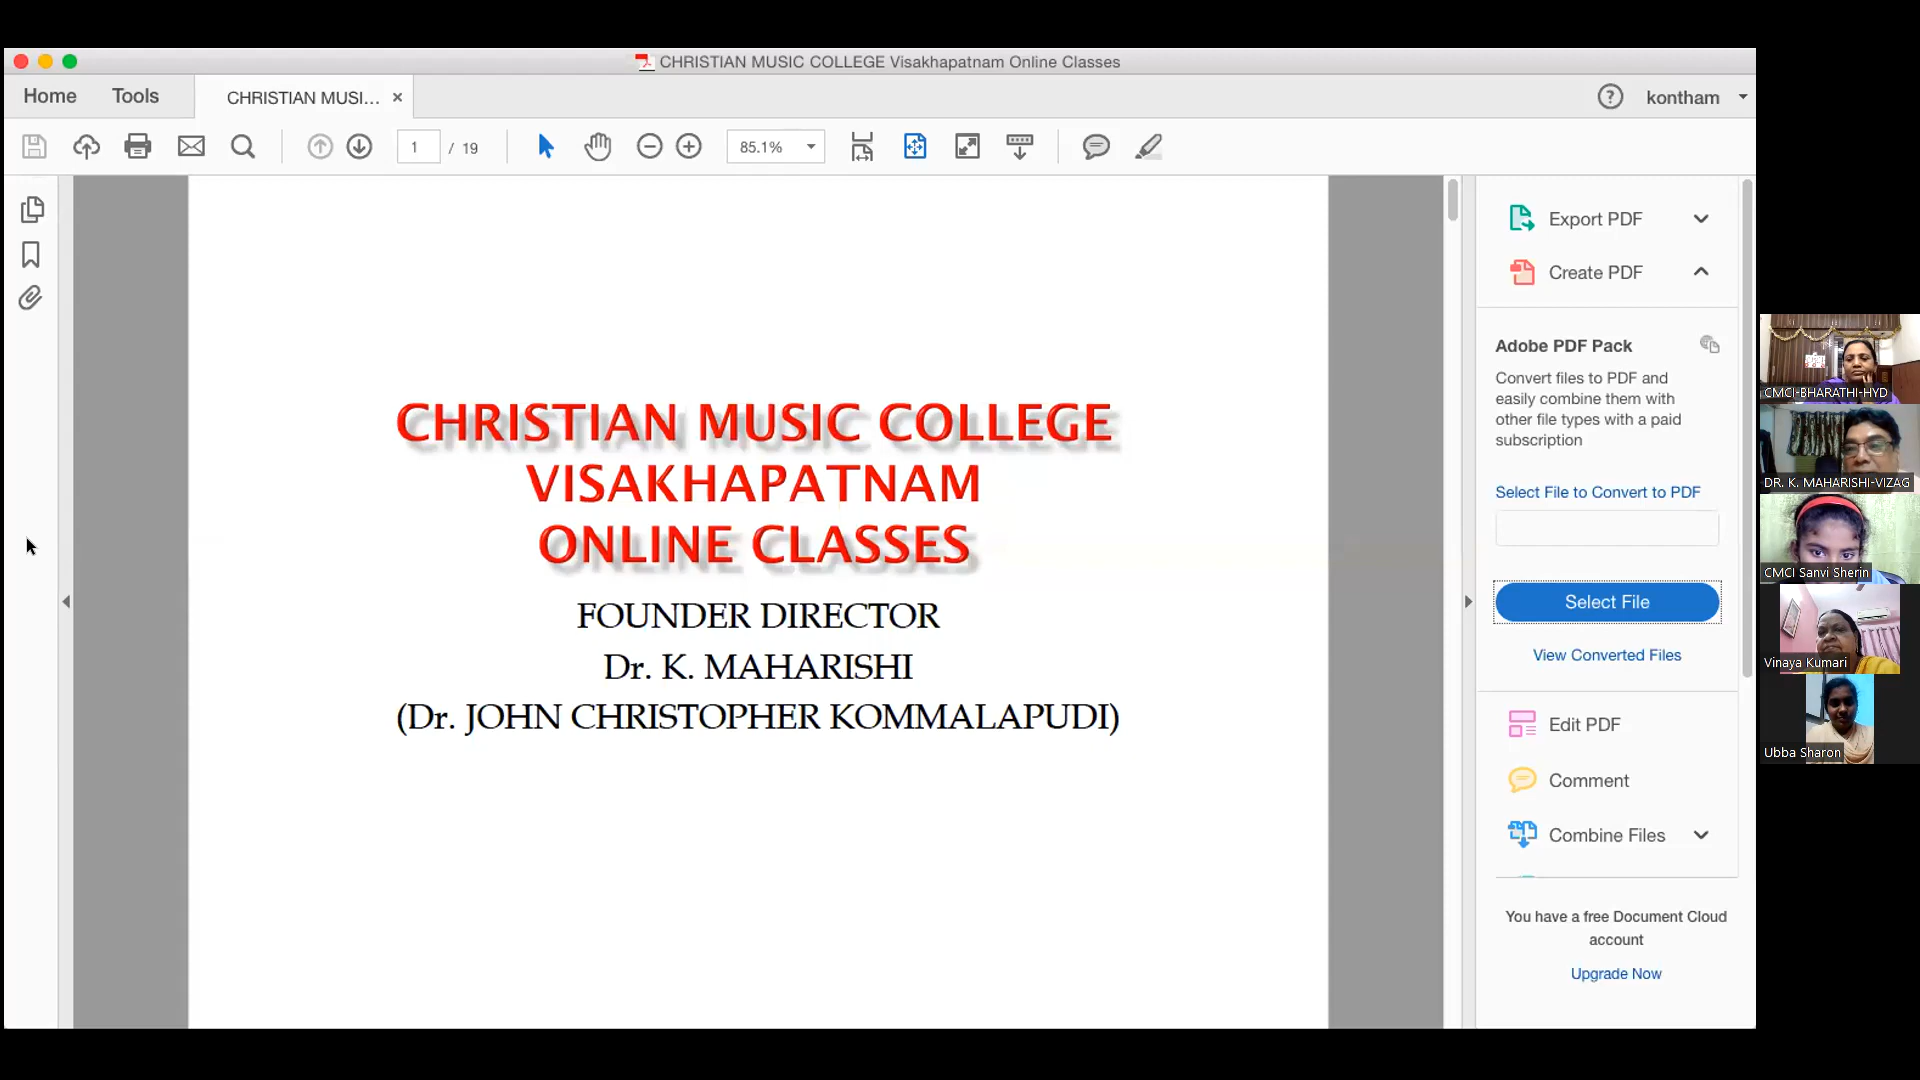 CHRISTIAN MUSIC COLLEGE Visakhapatnam Online Classes
Home Tools CHRISTIAN MUSI... kontham
1 / 19 85.1%
CHRISTIAN MUSIC COLLEGE
VISAKHAPATNAM
ONLINE CLASSES
FOUNDER DIRECTOR
Dr. K. MAHARISHI
(Dr. JOHN CHRISTOPHER KOMMALAPUDI)
Export PDF
Create PDF
Adobe PDF Pack
Convert files to PDF and
easily combine them with
other file types with a paid
subscription
Select File to Convert to PDF
Select File
View Converted Files
Edit PDF
Comment
Combine Files
You have a free Document Cloud
account
Upgrade Now
CMCI-BHARATHI-HYD
DR. K. MAHARISHI-VIZAG
CMCI Sanvi Sherin
Vinaya Kumari
Ubba Sharon